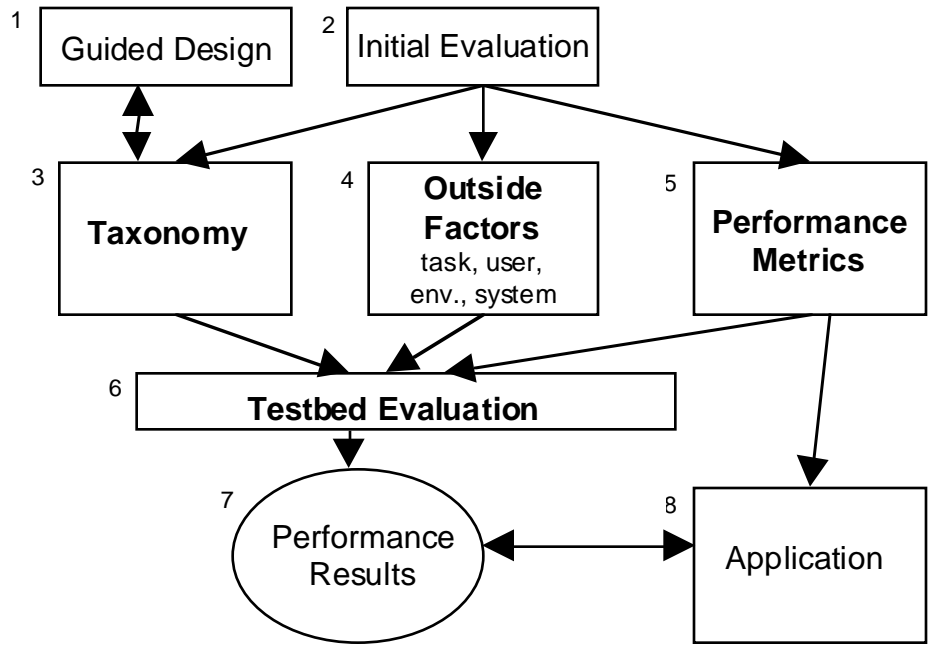 1
Guided Design
2
Initial Evaluation
3
Taxonomy
4
Outside
Factors
task, user,
env., system
5
Performance
Metrics
6
Testbed Evaluation
7
Performance
Results
8
Application